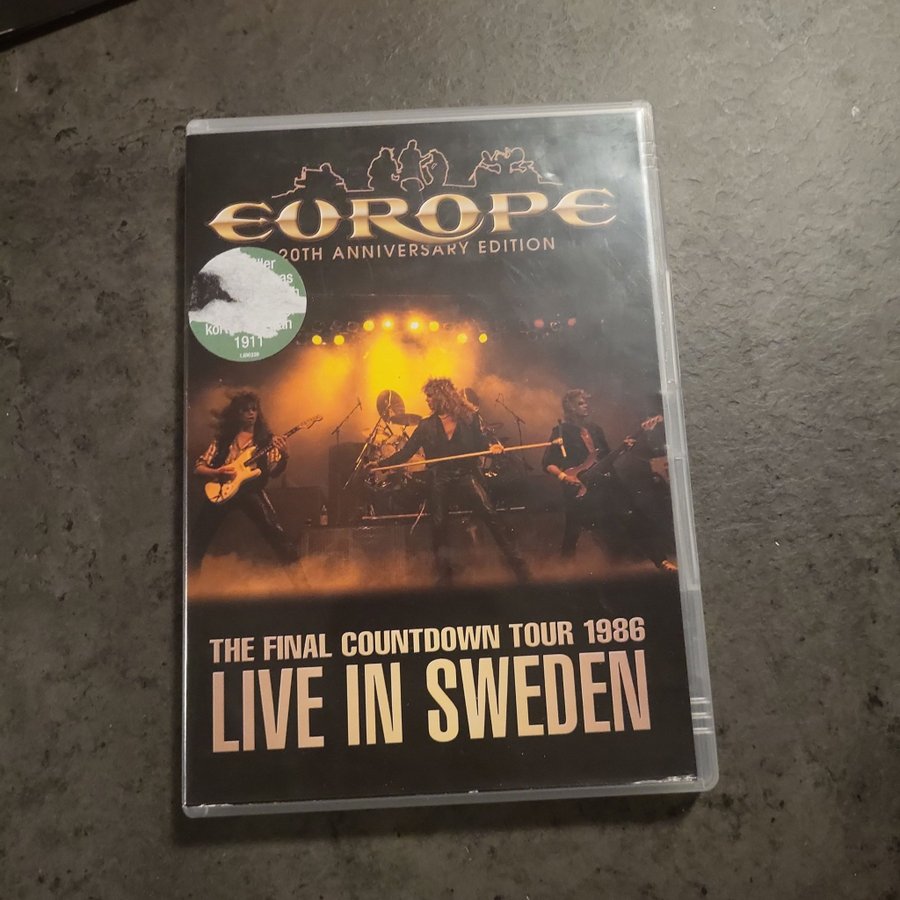 EUROPE
20TH ANNIVERSARY EDITION
1911
THE FINAL COUNTDOWN TOUR 1986
LIVE IN SWEDEN